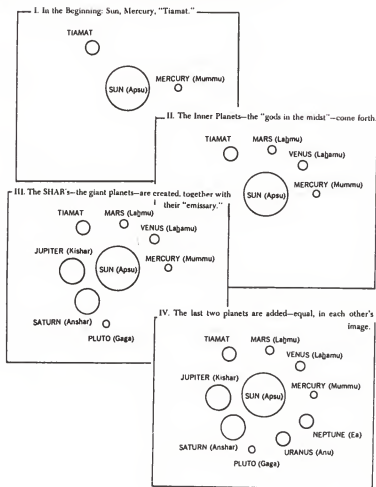 I. In the Beginning: Sun, Mercury, "Tiamat."
TIAMAT
MERCURY (Mummu)
SUN (Apsu)
II. The Inner Planets—the "gods in the midst"—come forth.
TIAMAT
MARS (Laḫmu)
VENUS (Laḫamu)
MERCURY (Mummu)
SUN (Apsu)
III. The SHAR's—the giant planets—are created, together with
their "emissary."
TIAMAT
MARS (Laḫmu)
VENUS (Laḫamu)
JUPITER (Kishar)
MERCURY (Mummu)
SUN (Apsu)
SATURN (Anshar)
PLUTO (Gaga)
IV. The last two planets are added—equal, in each other's
image.
TIAMAT
MARS (Laḫmu)
VENUS (Laḫamu)
JUPITER (Kishar)
MERCURY (Mummu)
SUN (Apsu)
NEPTUNE (Ea)
SATURN (Anshar)
URANUS (Anu)
PLUTO (Gaga)